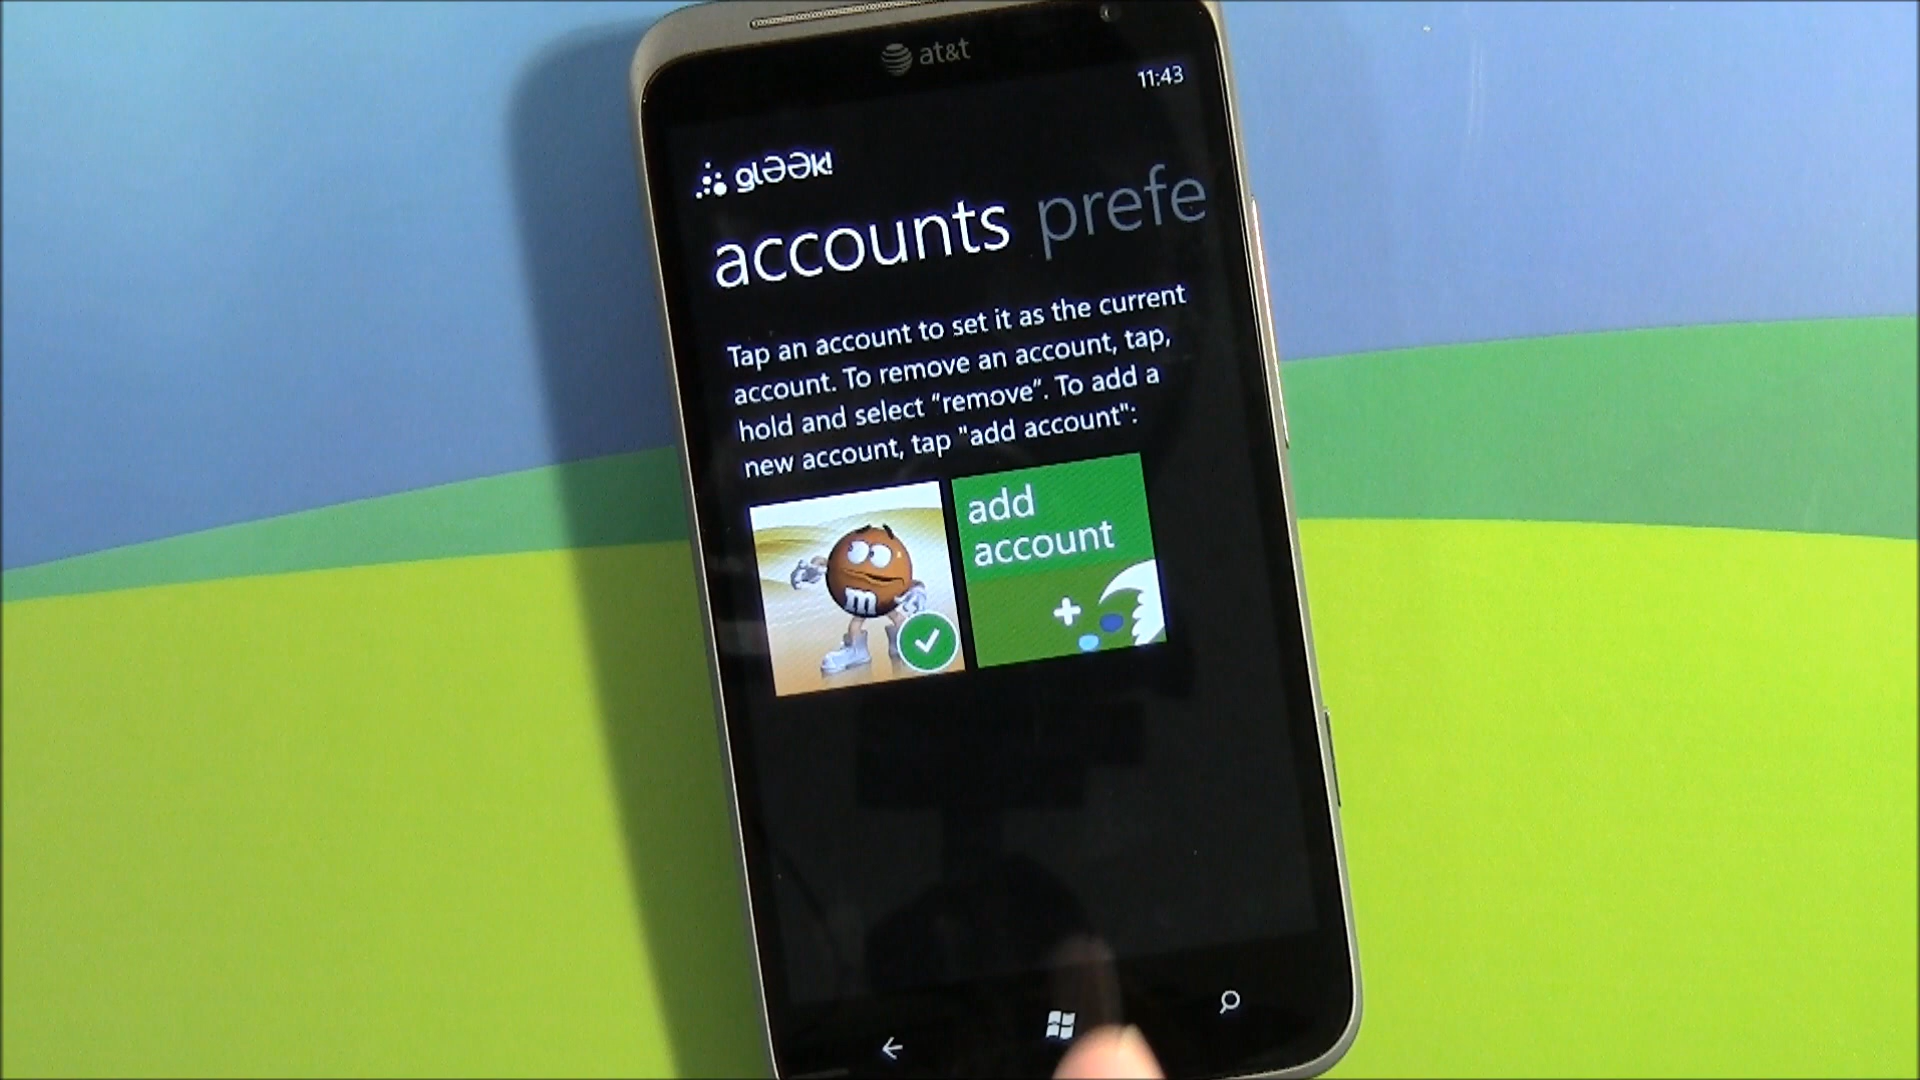 at&t
11:43
glƏƏk!
accounts prefe
Tap an account to set it as the current
account. To remove an account, tap,
hold and select “remove”. To add a
new account, tap "add account":
m
add
account